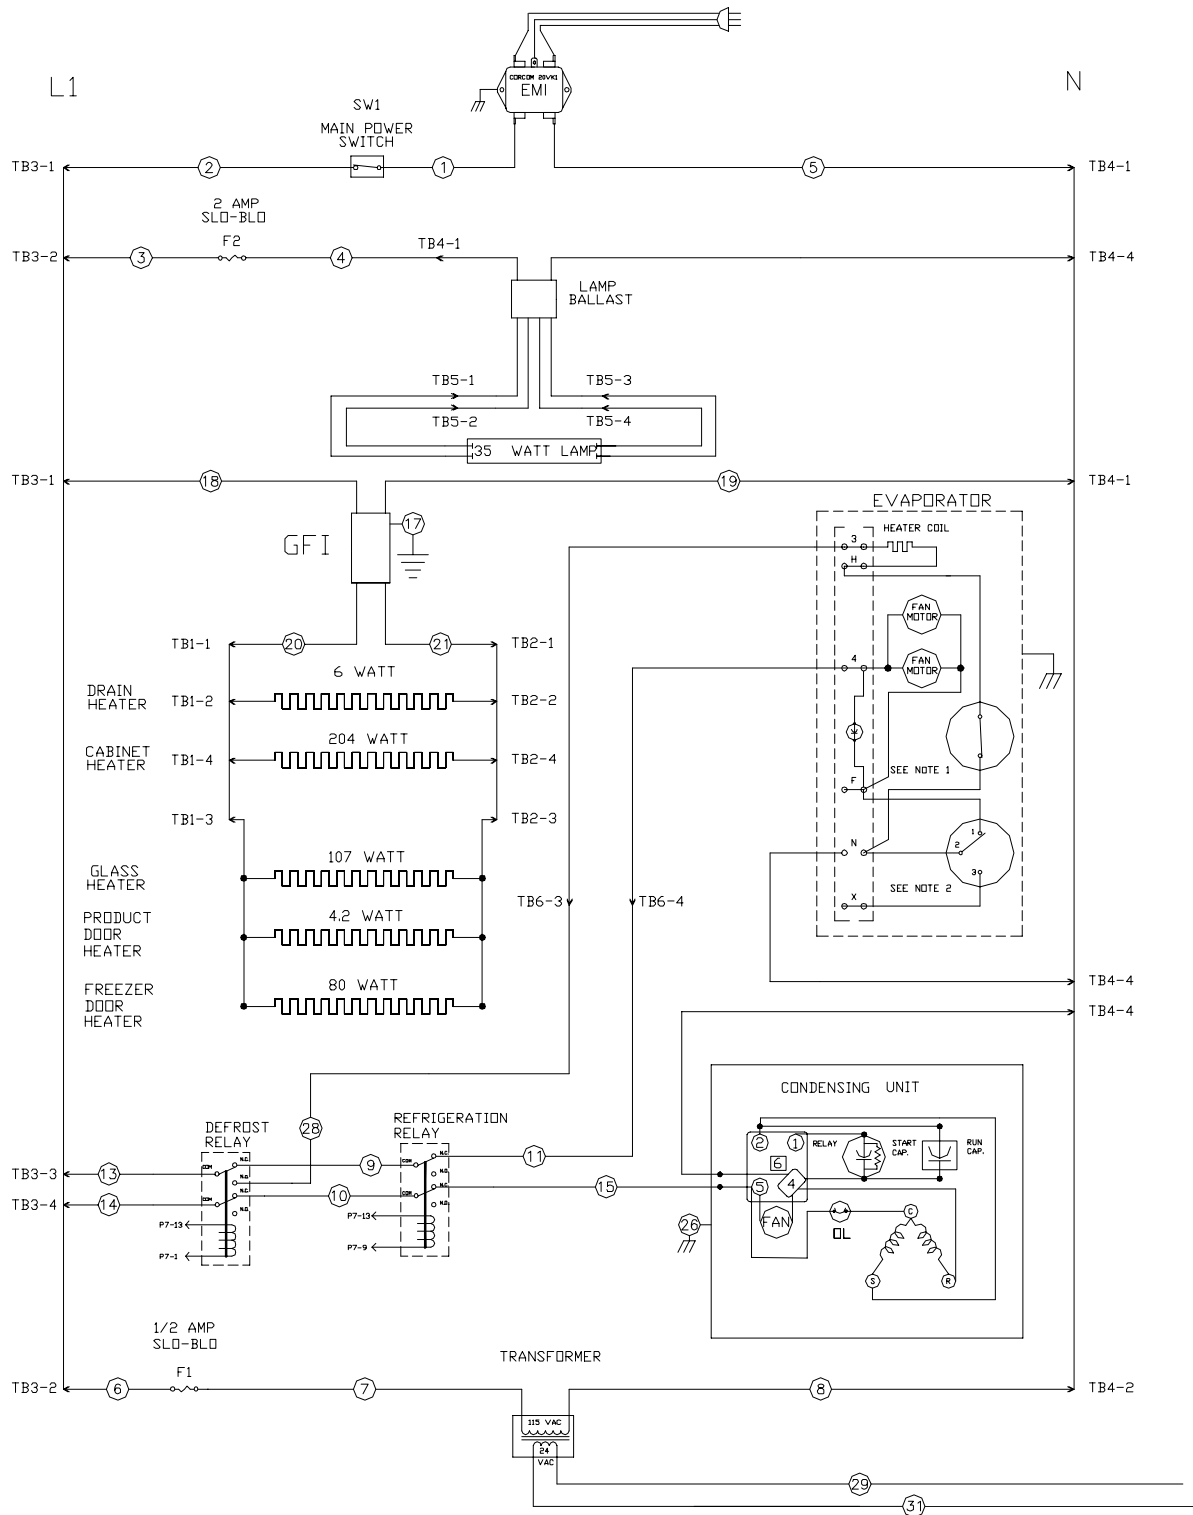 L1
CORCOM 20VK1
EMI
N
SW1
MAIN POWER
SWITCH
TB3-1
2
1
5
TB4-1
2 AMP
SLO-BLO
F2
TB3-2
3
4
TB4-1
TB4-4
LAMP
BALLAST
TB5-1
TB5-3
TB5-2
TB5-4
35 WATT LAMP
TB3-1
18
19
TB4-1
EVAPORATOR
GFI
17
HEATER COIL
3
H
FAN
MOTOR
TB1-1
20
21
TB2-1
4
FAN
MOTOR
6 WATT
DRAIN
HEATER
TB1-2
TB2-2
204 WATT
CABINET
HEATER
TB1-4
TB2-4
SEE NOTE 1
F
TB1-3
TB2-3
1
N
2
107 WATT
GLASS
HEATER
3
SEE NOTE 2
X
TB6-3
TB6-4
4.2 WATT
PRODUCT
DOOR
HEATER
80 WATT
FREEZER
DOOR
HEATER
TB4-4
TB4-4
CONDENSING UNIT
DEFROST
RELAY
28
REFRIGERATION
RELAY
2
1
RELAY
START
CAP.
RUN
CAP.
TB3-3
13
COM
N.C.
N.O.
9
COM
N.C.
N.O.
11
6
TB3-4
14
COM
N.C.
N.O.
10
COM
N.C.
N.O.
15
5
4
P7-13
P7-13
26
FAN
OL
C
P7-1
P7-9
S
R
1/2 AMP
SLO-BLO
F1
TRANSFORMER
TB3-2
6
7
8
TB4-2
115 VAC
24
VAC
29
31